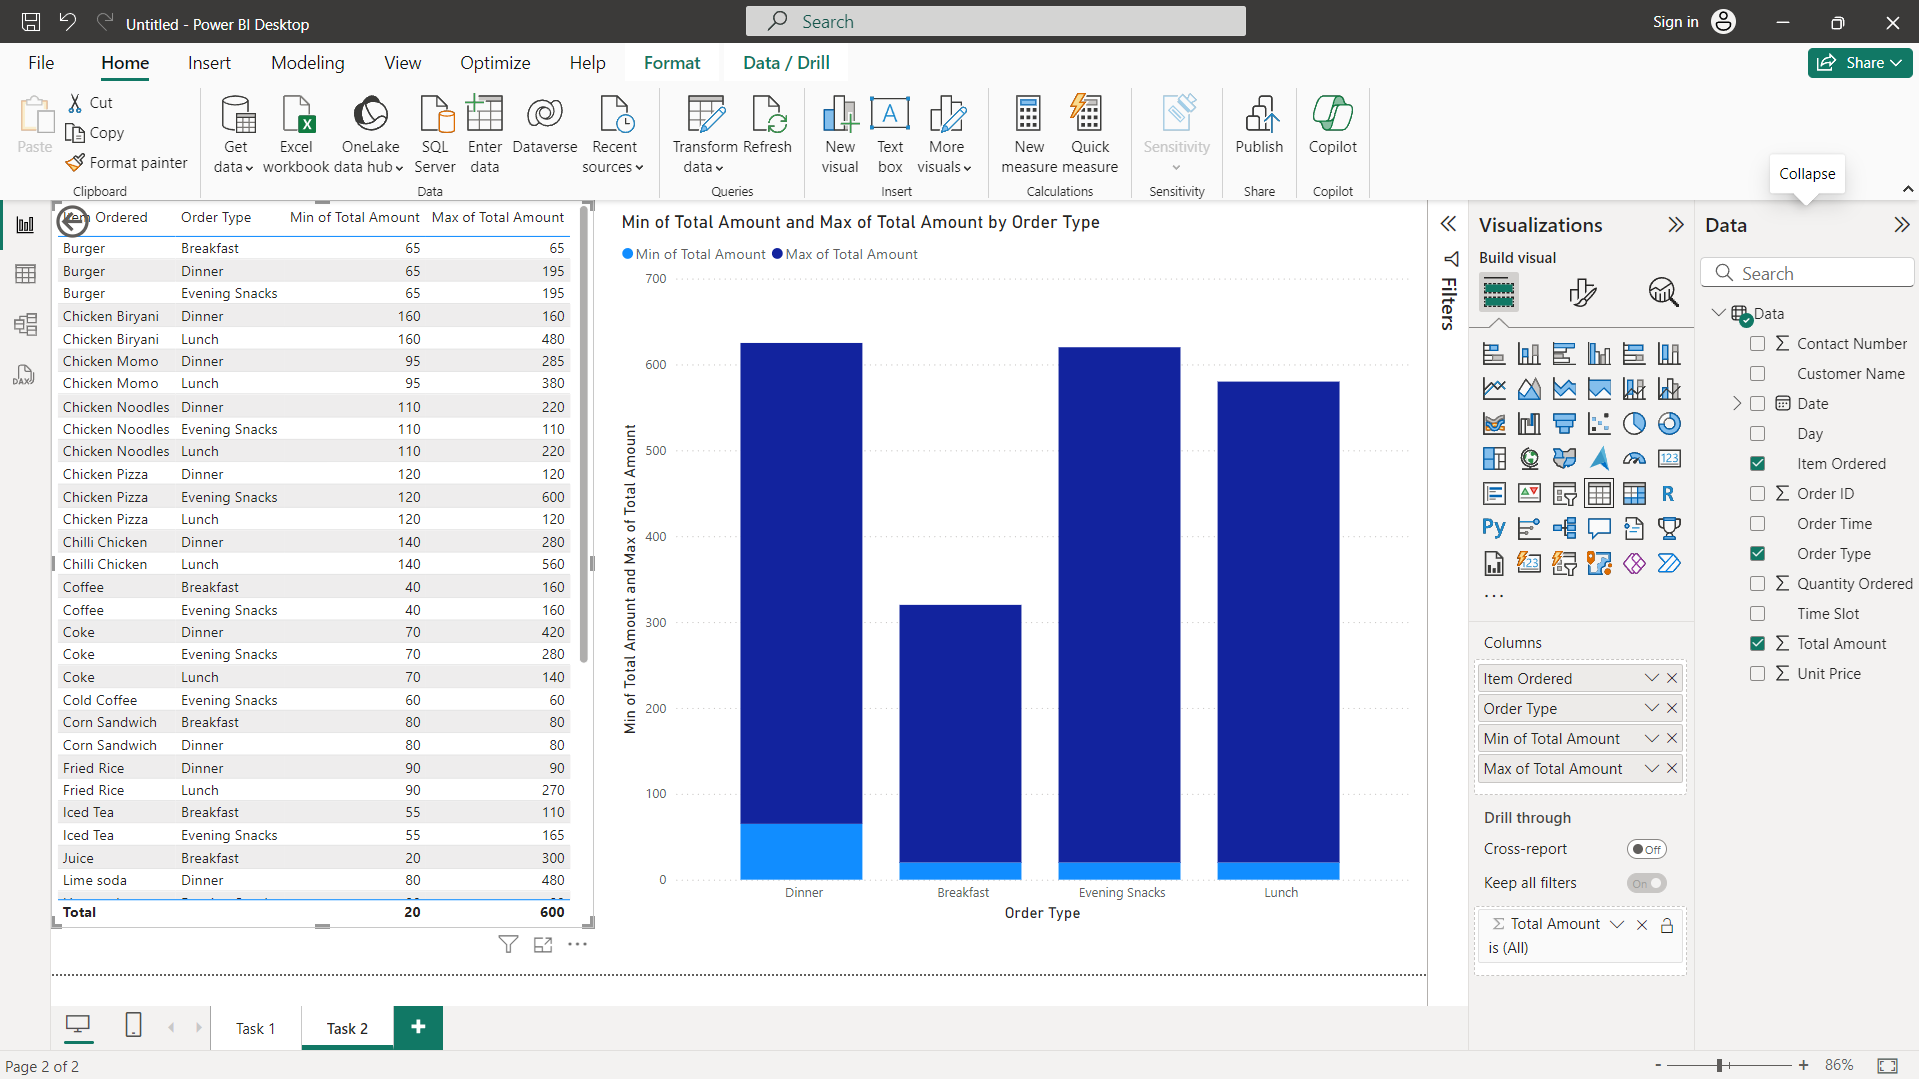 Untitled - Power BI Desktop
Search
Sign in
File Home Insert Modeling View Optimize Help Format Data / Drill
Share
Paste
Cut
Copy
Format painter
Clipboard
Get data
Excel workbook
OneLake data hub
SQL Server
Enter data
Dataverse
Recent sources
Data
Transform data
Refresh
Queries
New visual
Text box
More visuals
Insert
New measure
Quick measure
Calculations
Sensitivity
Sensitivity
Publish
Share
Copilot
Copilot
Collapse
DAX
Item Ordered Order Type Min of Total Amount Max of Total Amount
Burger Breakfast 65 65
Burger Dinner 65 195
Burger Evening Snacks 65 195
Chicken Biryani Dinner 160 160
Chicken Biryani Lunch 160 480
Chicken Momo Dinner 95 285
Chicken Momo Lunch 95 380
Chicken Noodles Dinner 110 220
Chicken Noodles Evening Snacks 110 110
Chicken Noodles Lunch 110 220
Chicken Pizza Dinner 120 120
Chicken Pizza Evening Snacks 120 600
Chicken Pizza Lunch 120 120
Chilli Chicken Dinner 140 280
Chilli Chicken Lunch 140 560
Coffee Breakfast 40 160
Coffee Evening Snacks 40 160
Coke Dinner 70 420
Coke Evening Snacks 70 280
Coke Lunch 70 140
Cold Coffee Evening Snacks 60 60
Corn Sandwich Breakfast 80 80
Corn Sandwich Dinner 80 80
Fried Rice Dinner 90 90
Fried Rice Lunch 90 270
Iced Tea Breakfast 55 110
Iced Tea Evening Snacks 55 165
Juice Breakfast 20 300
Lime soda Dinner 80 480
Total 20 600
Min of Total Amount and Max of Total Amount by Order Type
Min of Total Amount Max of Total Amount
Min of Total Amount and Max of Total Amount
700
600
500
400
300
200
100
0
Dinner Breakfast Evening Snacks Lunch
Order Type
Filters
Visualizations
Build visual
123
R
Py
123
...
Columns
Item Ordered
Order Type
Min of Total Amount
Max of Total Amount
Drill through
Cross-report Off
Keep all filters On
Total Amount
is (All)
Data
Search
Data
Contact Number
Customer Name
Date
Day
Item Ordered
Order ID
Order Time
Order Type
Quantity Ordered
Time Slot
Total Amount
Unit Price
Task 1 Task 2 +
Page 2 of 2
- + 86%